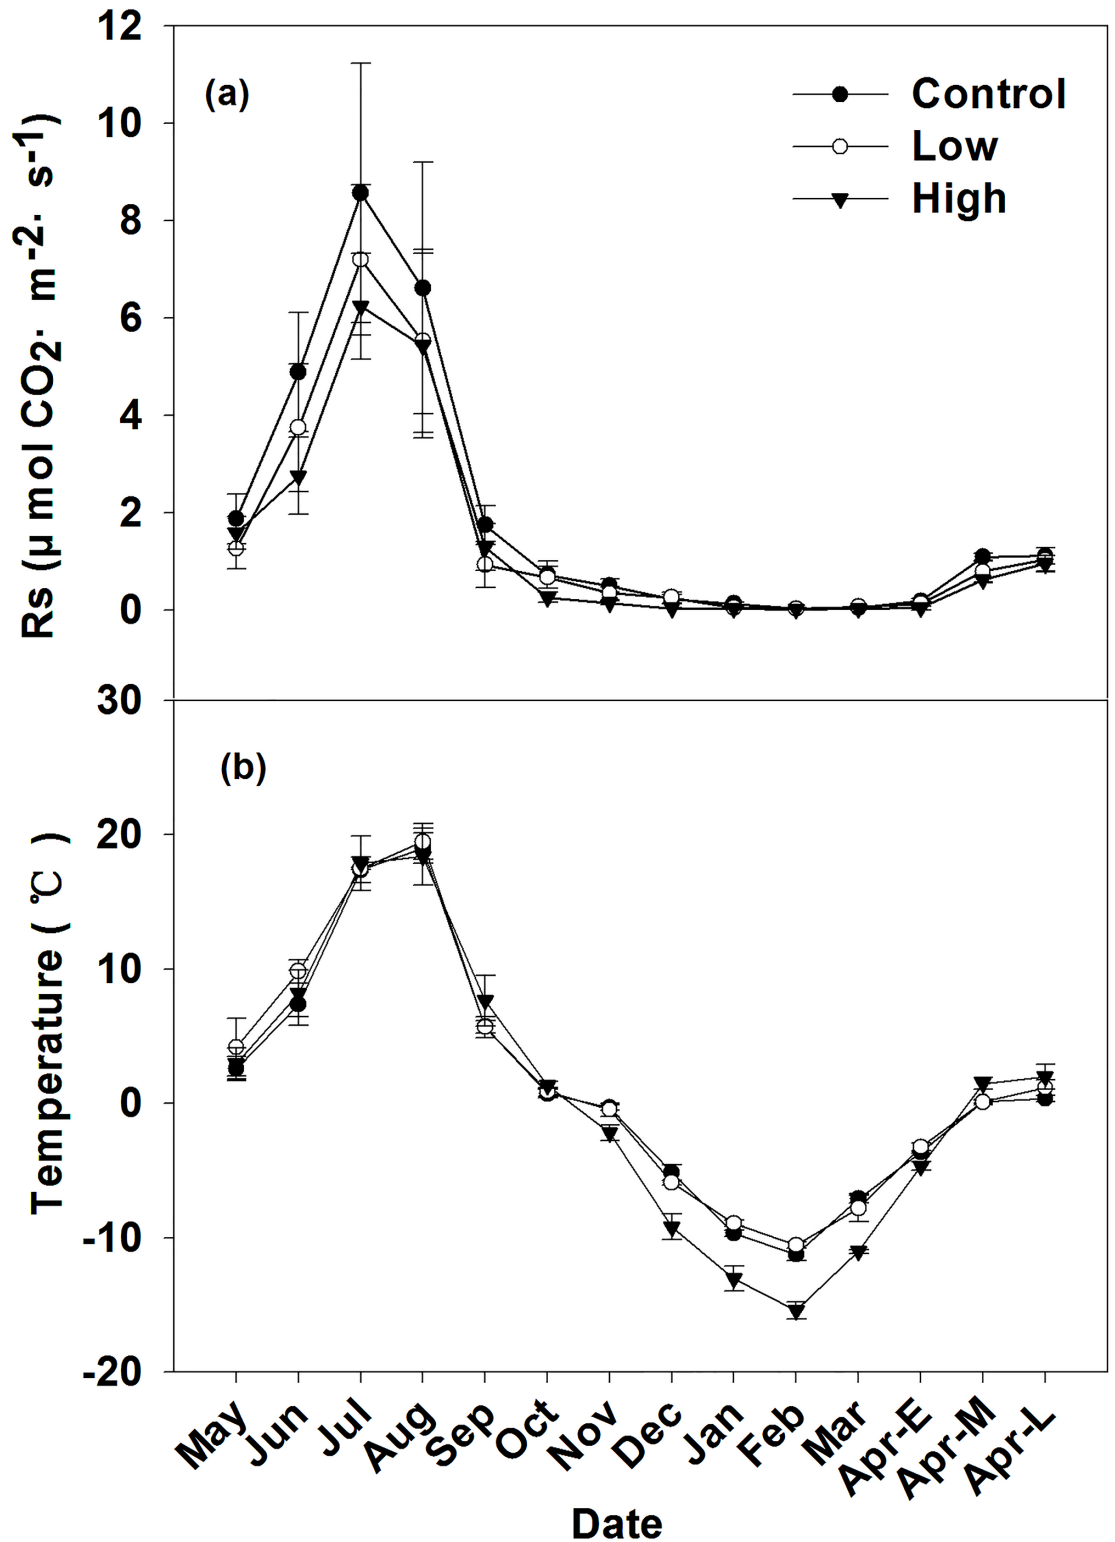 12
10
8
6
4
2
0
Rs (μ mol CO2· m-2· s-1)
(a)
Control
Low
High
30
20
10
0
-10
-20
Temperature ( ℃ )
(b)
May
Jun
Jul
Aug
Sep
Oct
Nov
Dec
Jan
Feb
Mar
Apr-E
Apr-M
Apr-L
Date